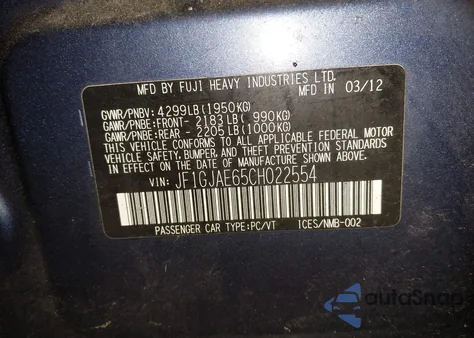 MFD BY FUJI HEAVY INDUSTRIES LTD.
MFD IN 03/12
GVWR/PNBV: 4299LB(1950KG)
GAWR/PNBE:FRONT- 2183LB( 990KG)
GAWR/PNBE:REAR - 2205LB(1000KG)
THIS VEHICLE CONFORMS TO ALL APPLICABLE FEDERAL MOTOR
VEHICLE SAFETY, BUMPER, AND THEFT PREVENTION STANDARDS
IN EFFECT ON THE DATE OF MANUFACTURE SHOWN ABOVE.
VIN: JF1GJAE65CH022554
PASSENGER CAR TYPE:PC/VT ICES/NMB-002
autoSnap